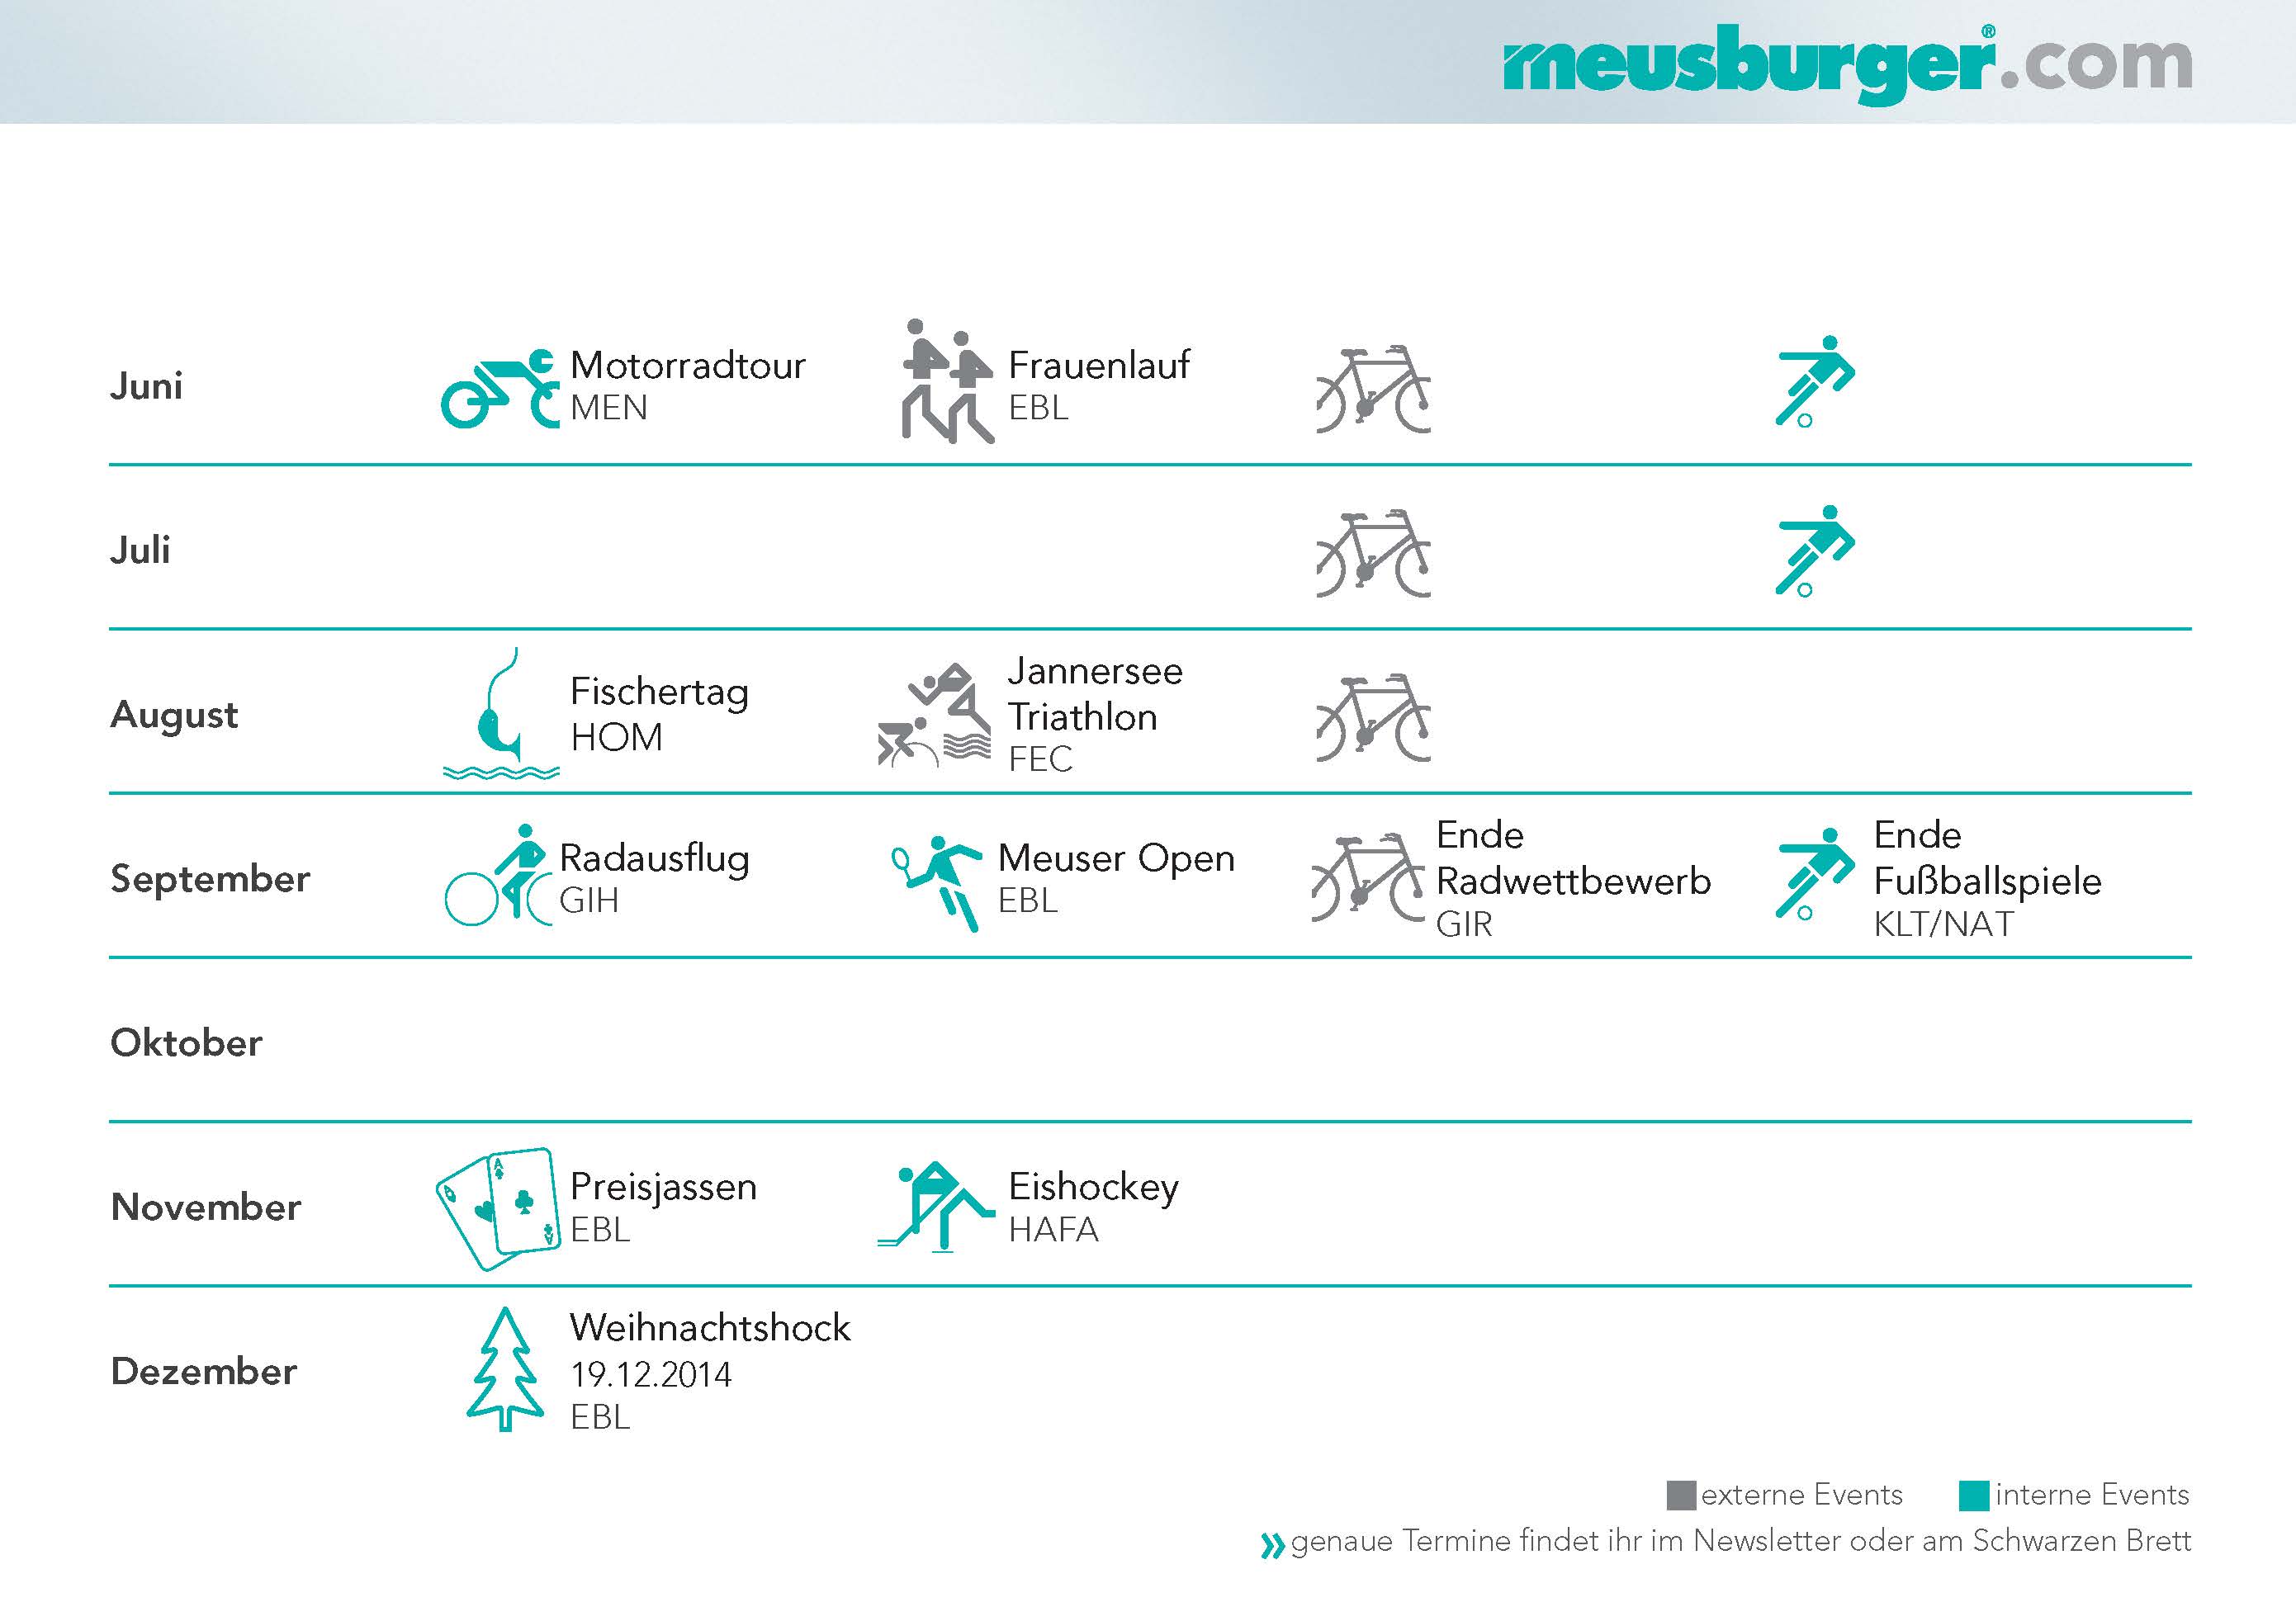 meusburger®.com
Juni
Motorradtour
MEN
Frauenlauf
EBL
Juli
August
Fischertag
HOM
Jannersee
Triathlon
FEC
September
Radausflug
GIH
Meuser Open
EBL
Ende
Radwettbewerb
GIR
Ende
Fußballspiele
KLT/NAT
Oktober
November
A
A
Preisjassen
EBL
Eishockey
HAFA
Dezember
Weihnachtshock
19.12.2014
EBL
externe Events
interne Events
» genaue Termine findet ihr im Newsletter oder am Schwarzen Brett